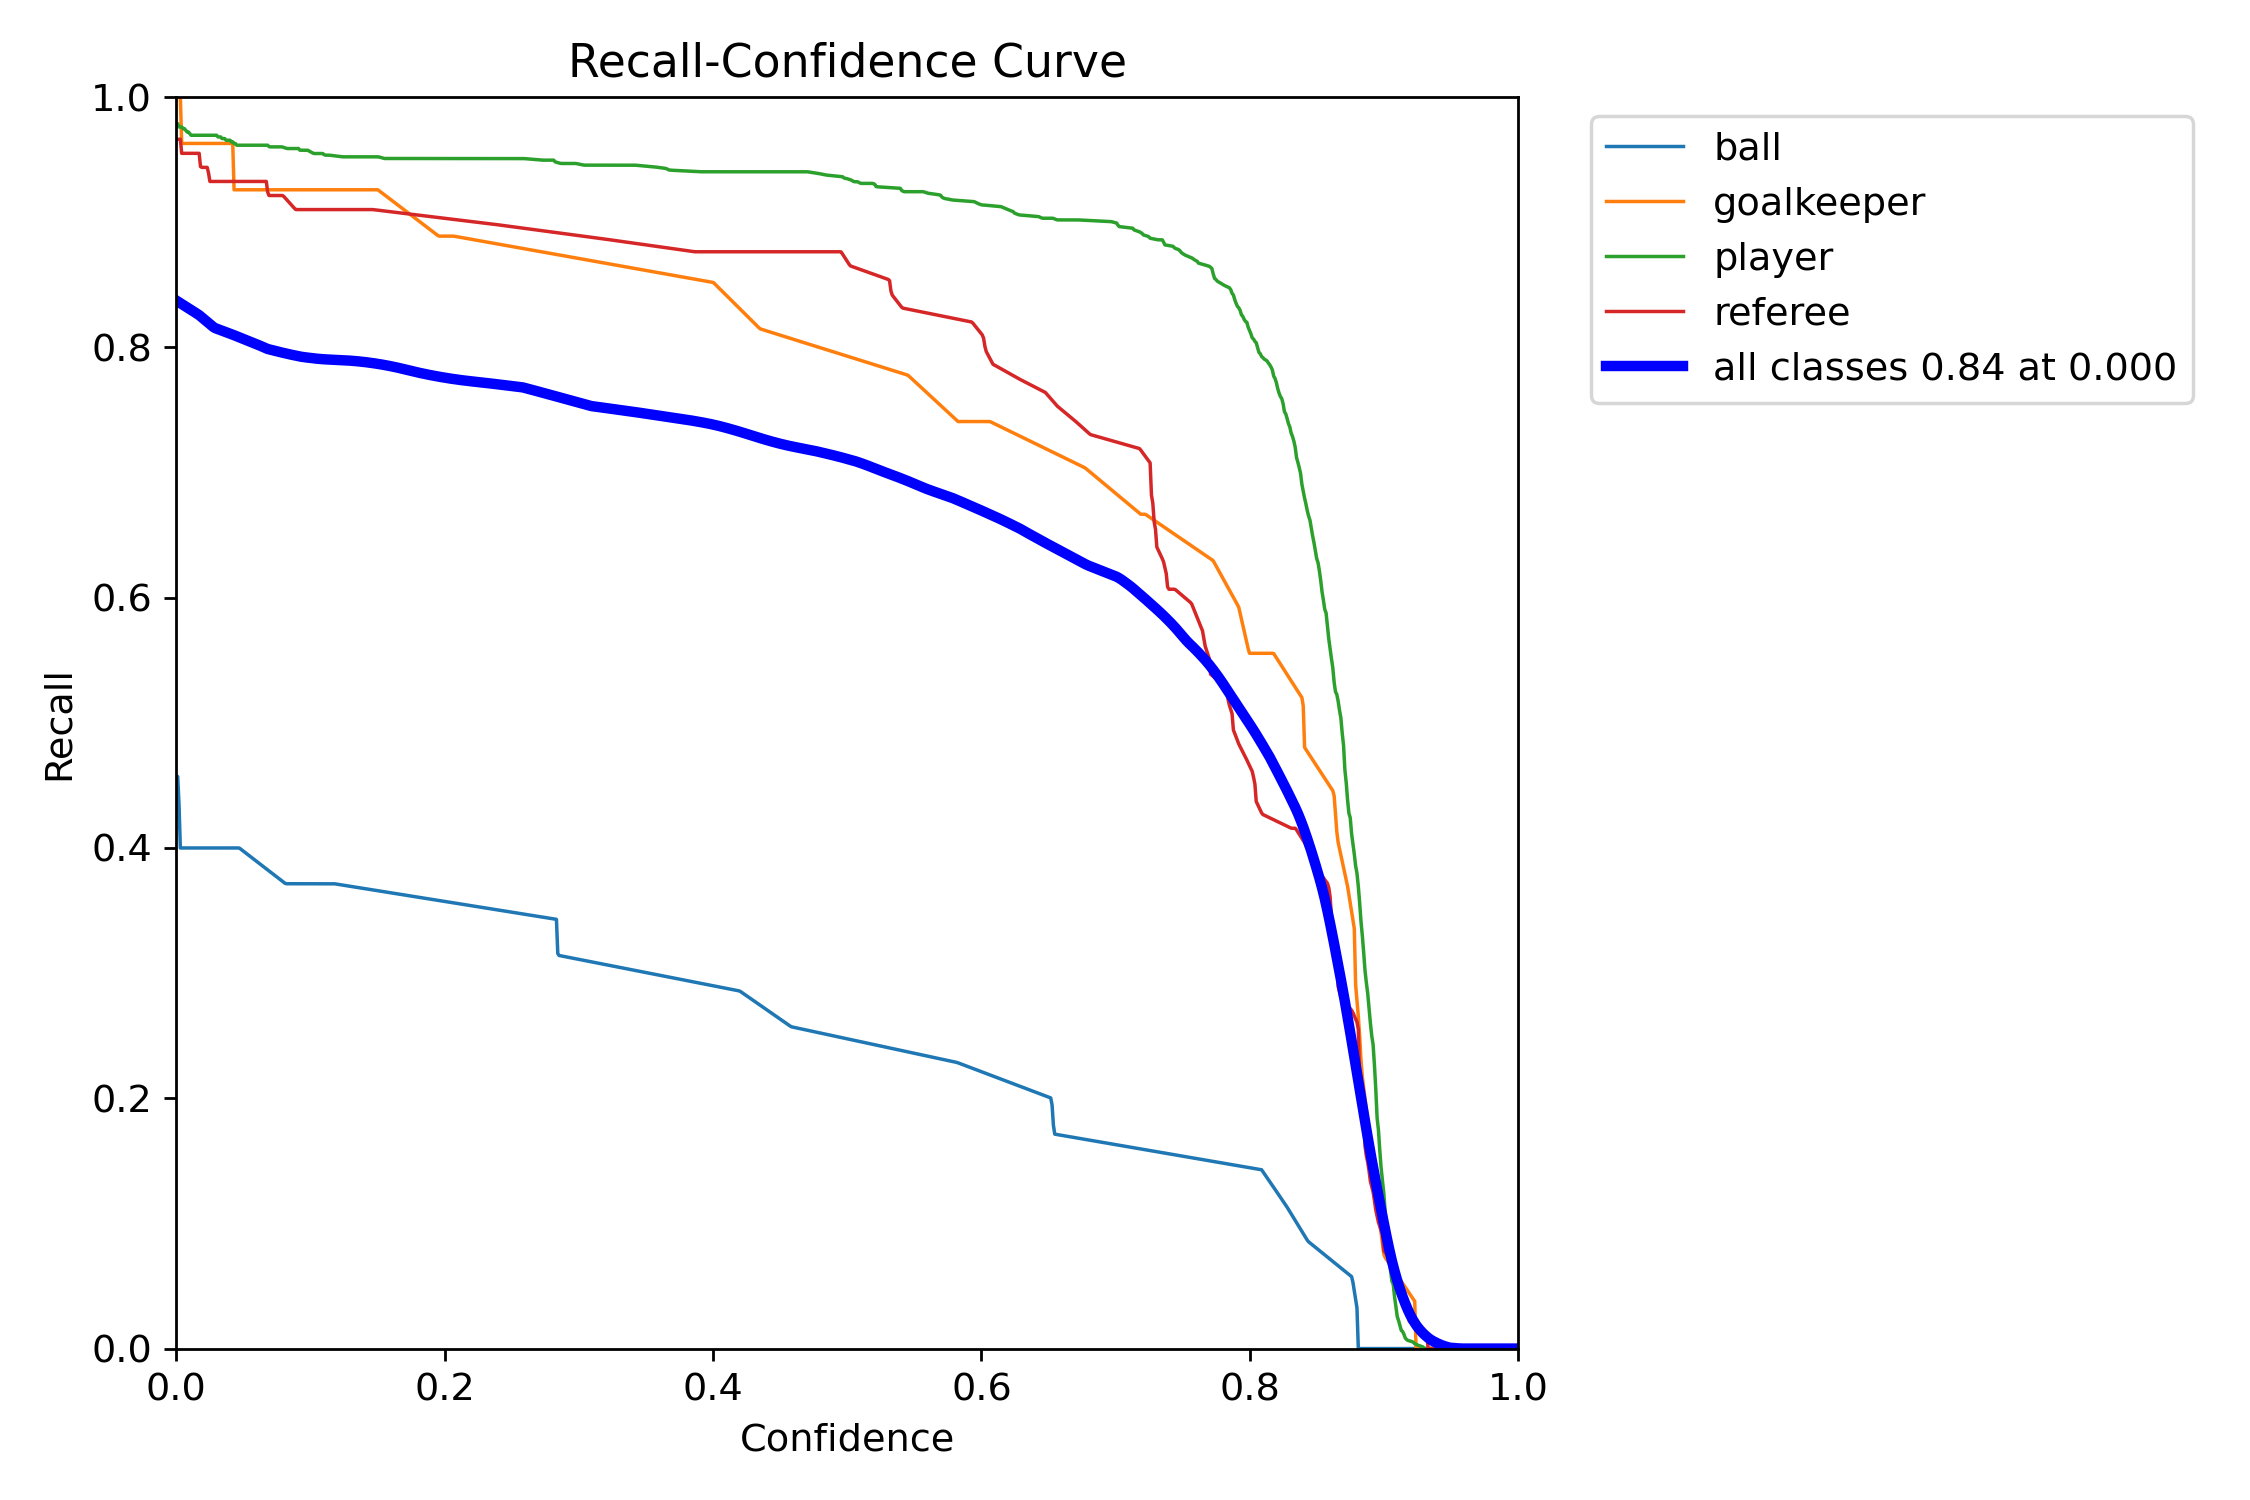 Recall-Confidence Curve
1.0
0.8
0.6
0.4
0.2
0.0
Recall
0.0 0.2 0.4 0.6 0.8 1.0
Confidence
ball
goalkeeper
player
referee
all classes 0.84 at 0.000